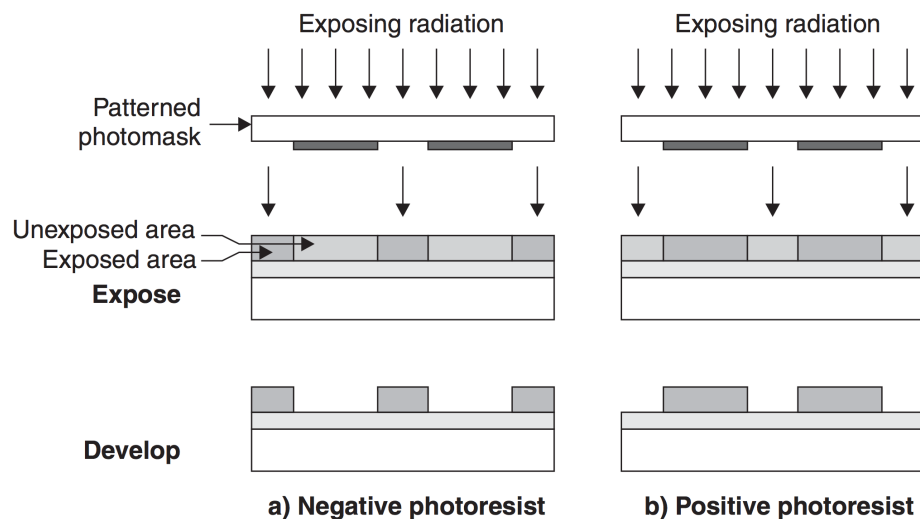 Exposing radiation
Exposing radiation
Patterned
photomask
Unexposed area
Exposed area
Expose
Develop
a) Negative photoresist
b) Positive photoresist